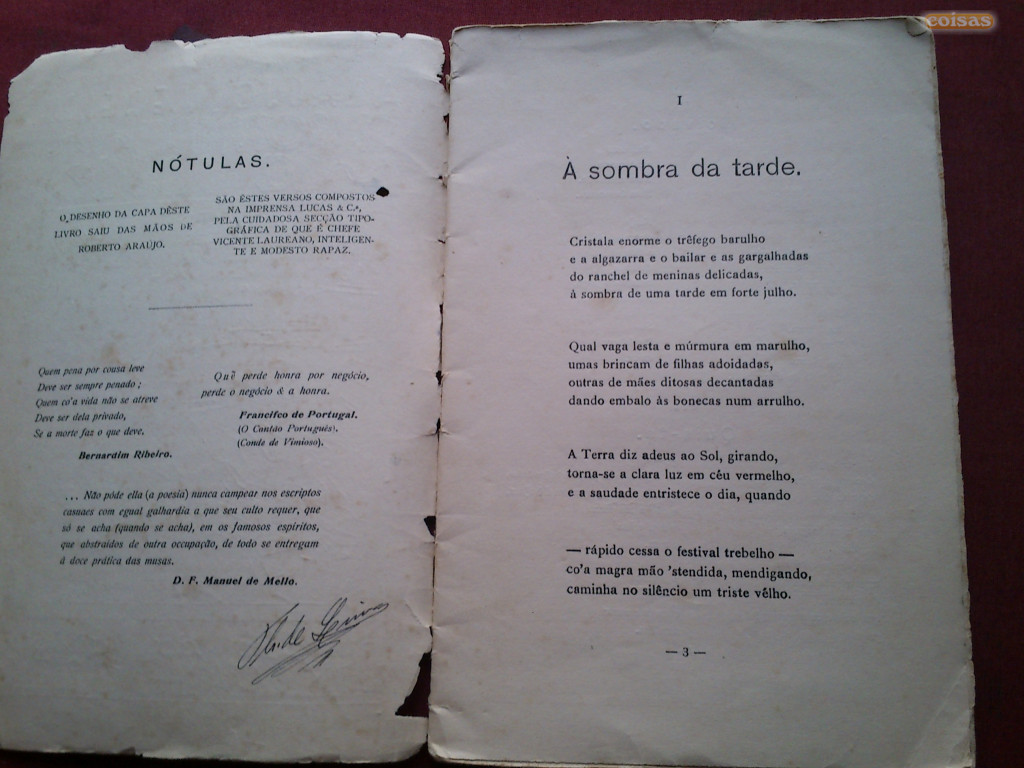 NÓTULAS.
O DESENHO DA CAPA DÊSTE
LIVRO SAIU DAS MÃOS DE
ROBERTO ARAÚJO.
SÃO ÊSTES VERSOS COMPOSTOS
NA IMPRENSA LUCAS & C.ª,
PELA CUIDADOSA SECÇÃO TIPO-
GRÁFICA DE QUE É CHEFE
VICENTE LAUREANO, INTELIGEN-
TE E MODESTO RAPAZ.
Quem pena por cousa leve
Deve ser sempre penado ;
Quem co'a vida não se atreve
Deve ser dela privado,
Se a morte faz o que deve.
Bernardim Ribeiro.
Quẽ perde honra por negócio,
perde o negócio & a honra.
Francifco de Portugal.
(O Cantão Português).
(Conde de Vimioso).
... Não póde ella (a poesia) nunca campear nos escriptos
casuaes com egual galhardia a que seu culto requer, que
só se acha (quando se acha), em os famosos espíritos,
que abstraídos de outra occupação, de todo se entregam
á doce prática das musas.
D. F. Manuel de Mello.
coisas
I
À sombra da tarde.
Cristala enorme o trêfego barulho
e a algazarra e o bailar e as gargalhadas
do ranchel de meninas delicadas,
à sombra de uma tarde em forte julho.
Qual vaga lesta e múrmura em marulho,
umas brincam de filhas adoidadas,
outras de mães ditosas decantadas
dando embalo às bonecas num arrulho.
A Terra diz adeus ao Sol, girando,
torna-se a clara luz em céu vermelho,
e a saudade entristece o dia, quando
— rápido cessa o festival trebelho —
co'a magra mão 'stendida, mendigando,
caminha no silêncio um triste vélho.
— 3 —